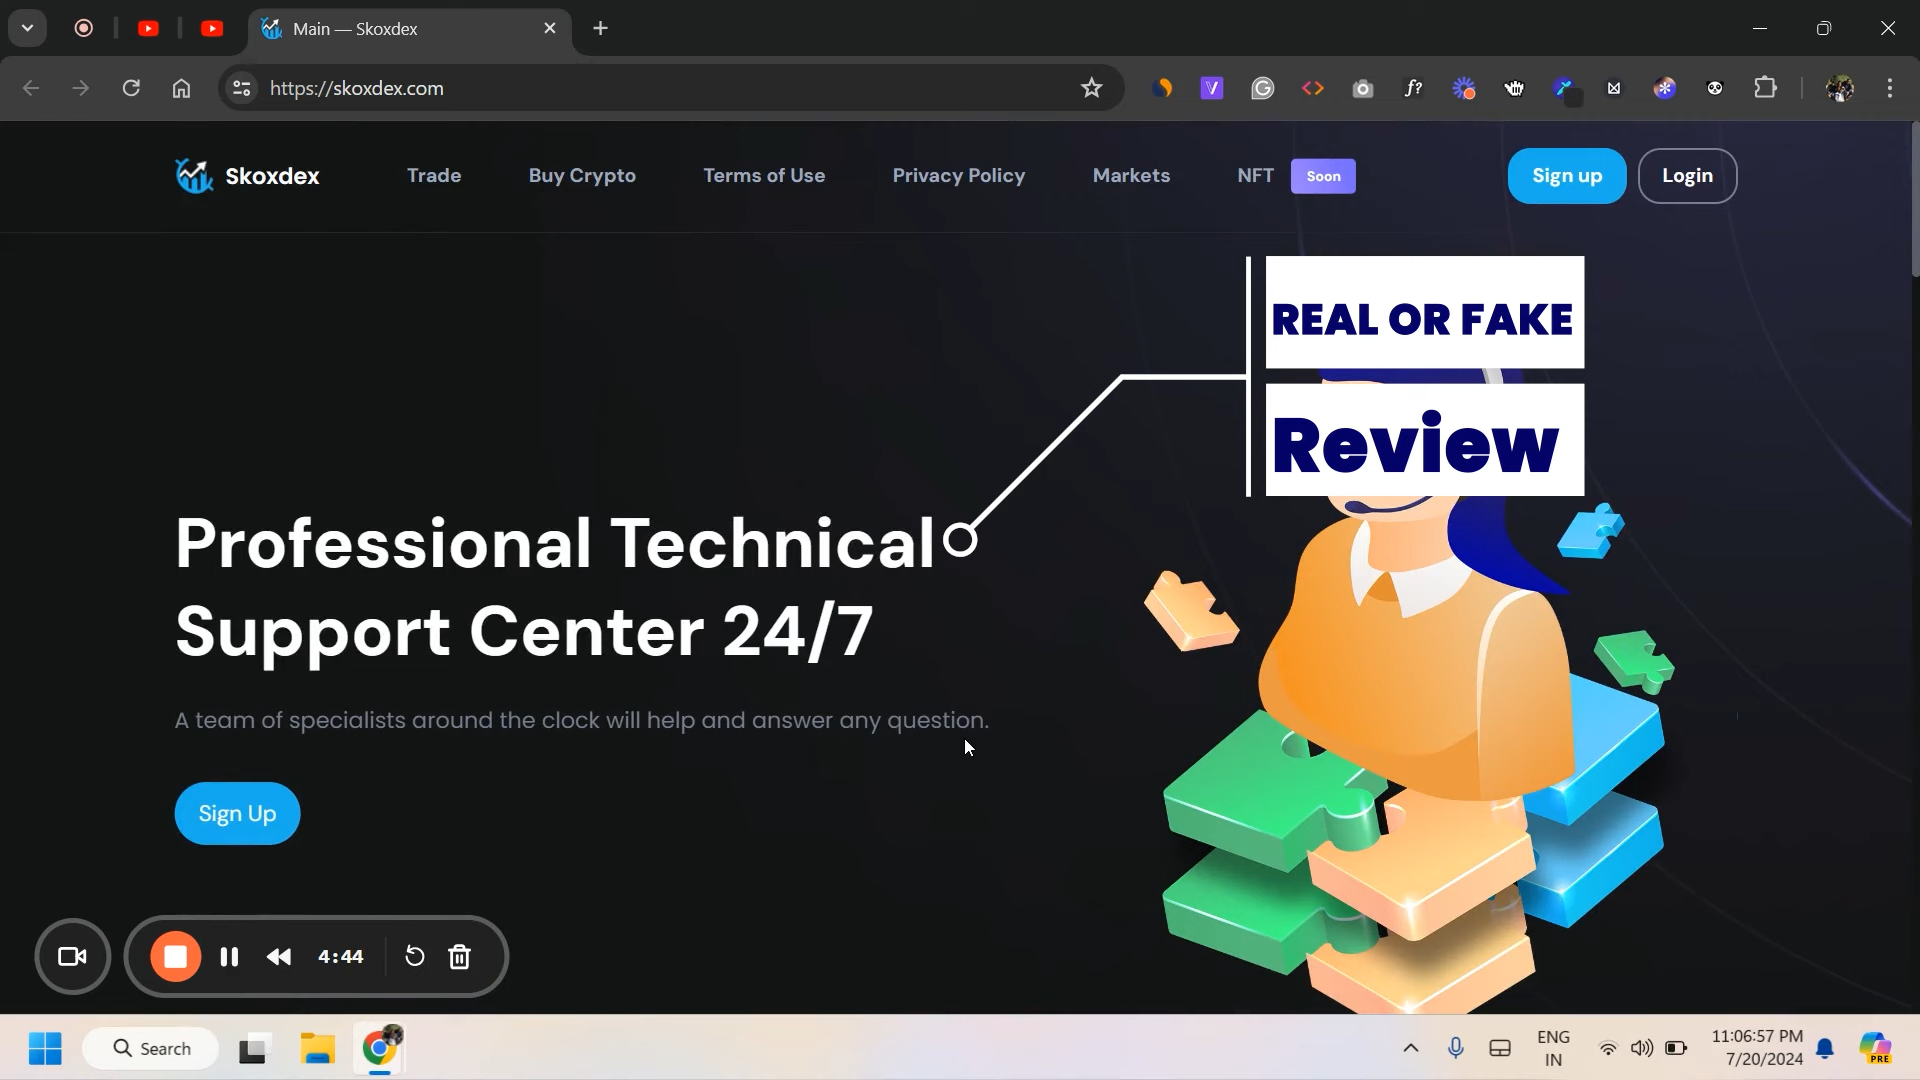 Main — Skoxdex
https://skoxdex.com
Skoxdex
Trade
Buy Crypto
Terms of Use
Privacy Policy
Markets
NFT
Soon
Sign up
Login
REAL OR FAKE
Review
Professional Technical
Support Center 24/7
A team of specialists around the clock will help and answer any question.
Sign Up
4:44
Search
ENG
IN
11:06:57 PM
7/20/2024
PRE